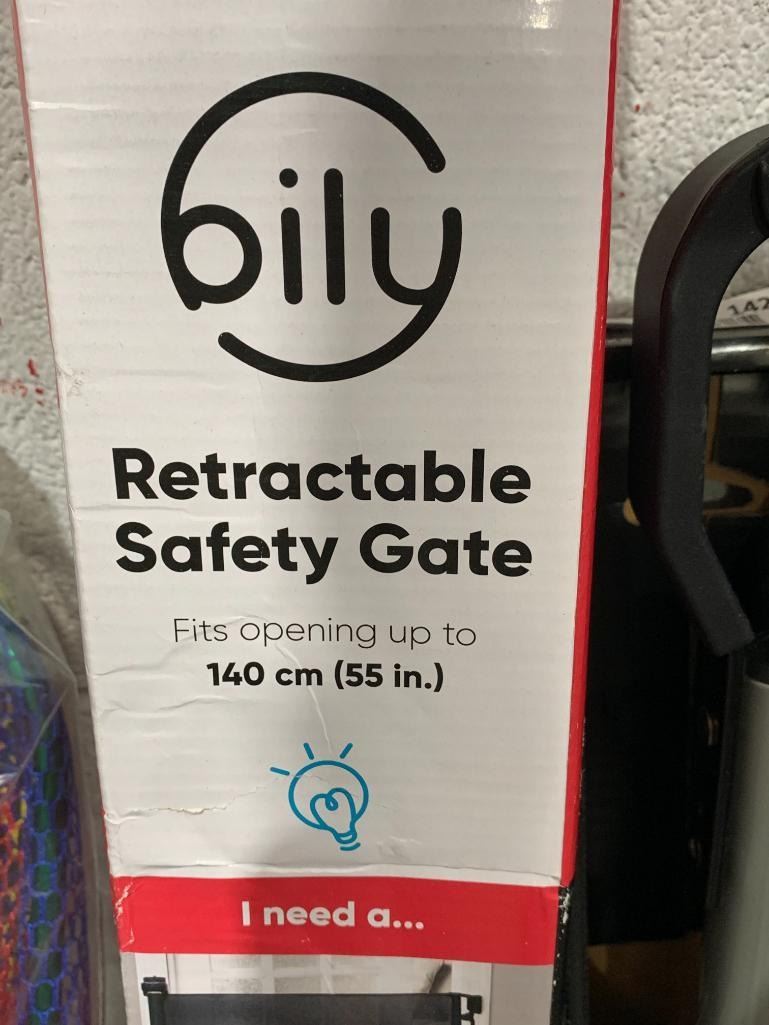 bily
Retractable
Safety Gate
Fits opening up to
140 cm (55 in.)
I need a...